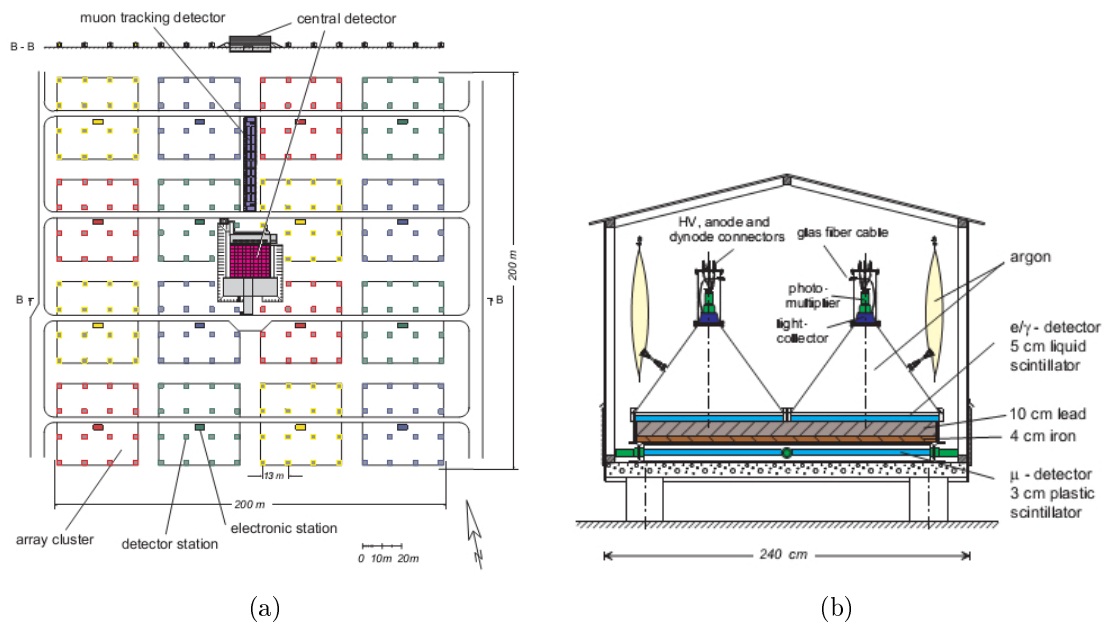 muon tracking detector
central detector
B - B
B
B
200 m
13 m
200 m
array cluster
detector station
electronic station
0 10m 20m
N
(a)
HV, anode and
dynode connectors
glas fiber cable
photo-
multiplier
light-
collector
argon
e/γ - detector
5 cm liquid
scintillator
10 cm lead
4 cm iron
μ - detector
3 cm plastic
scintillator
240 cm
(b)